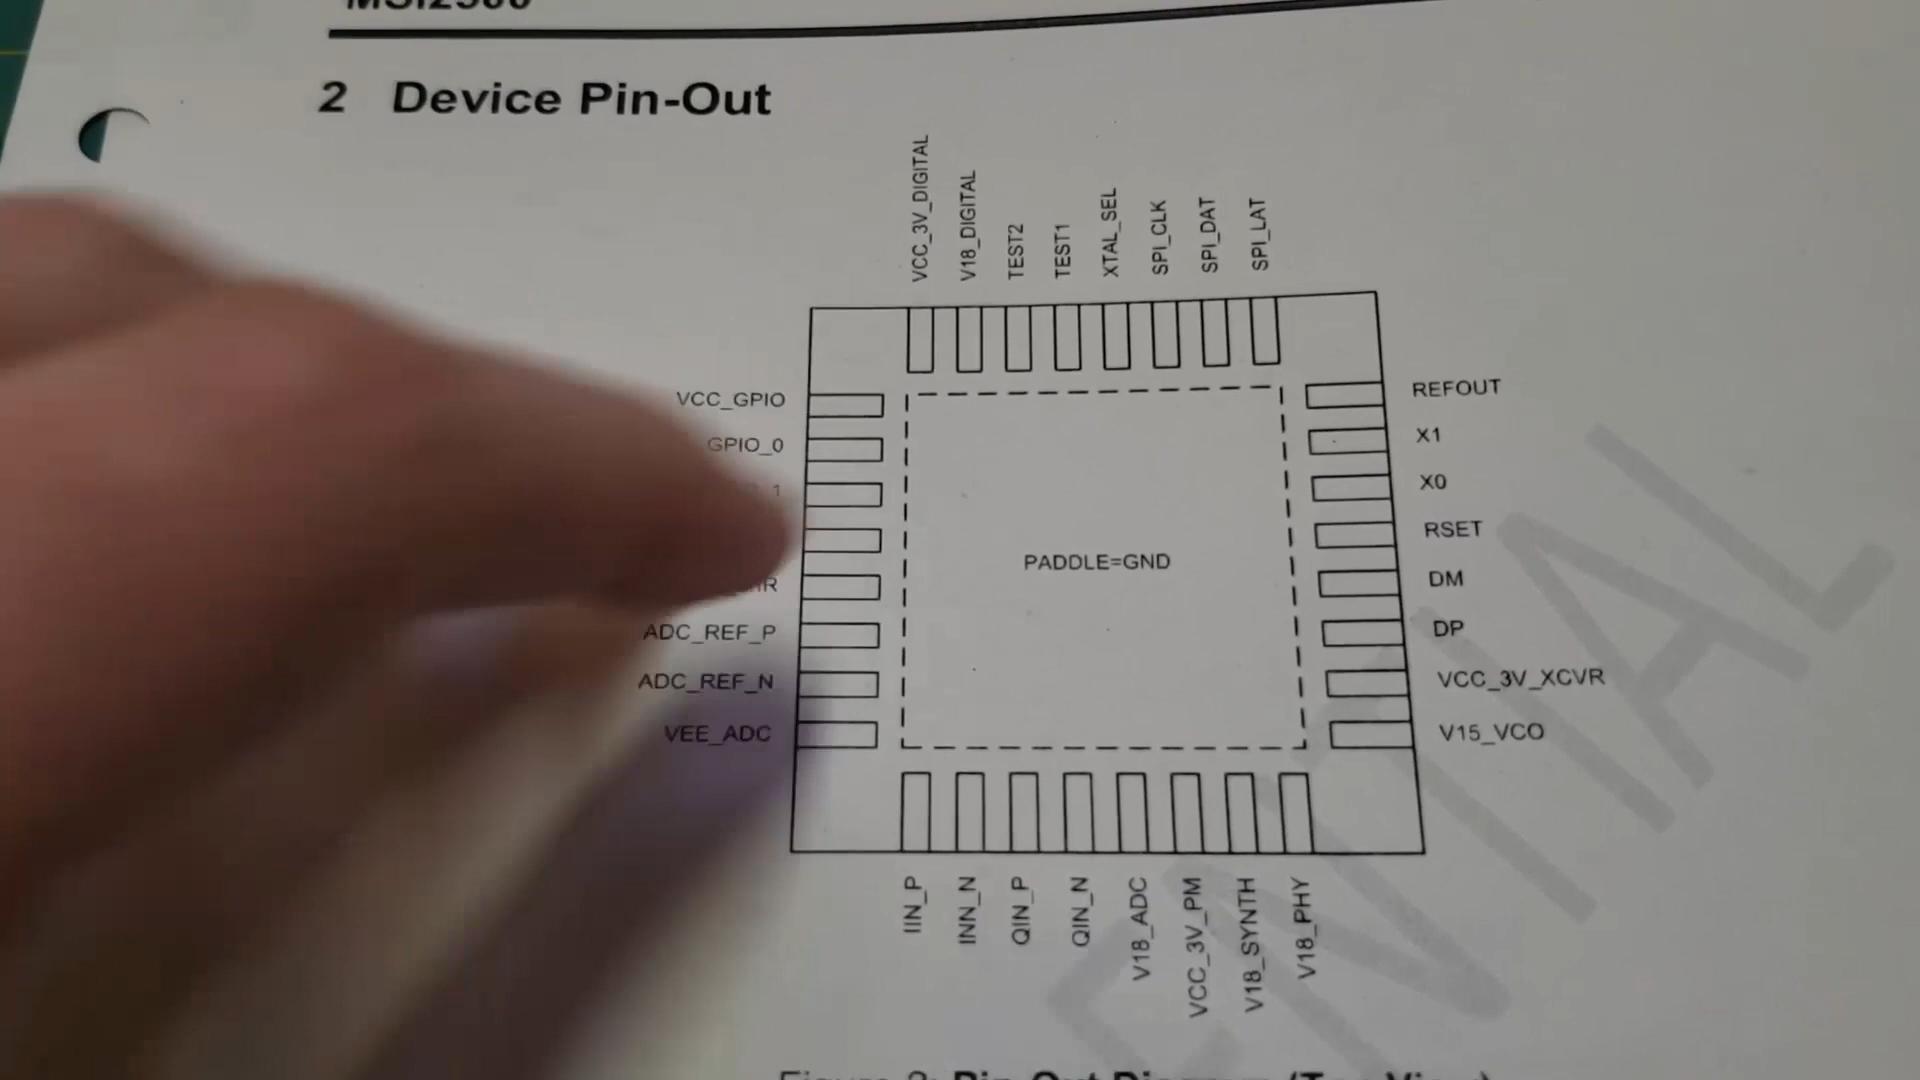 2 Device Pin-Out
VCC_3V_DIGITAL
V18_DIGITAL
TEST2
TEST1
XTAL_SEL
SPI_CLK
SPI_DAT
SPI_LAT
VCC_GPIO
GPIO_0
ADC_REF_P
ADC_REF_N
VEE_ADC
PADDLE=GND
REFOUT
X1
X0
RSET
DM
DP
VCC_3V_XCVR
V15_VCO
IIN_P
INN_N
QIN_P
QIN_N
V18_ADC
VCC_3V_PM
V18_SYNTH
V18_PHY